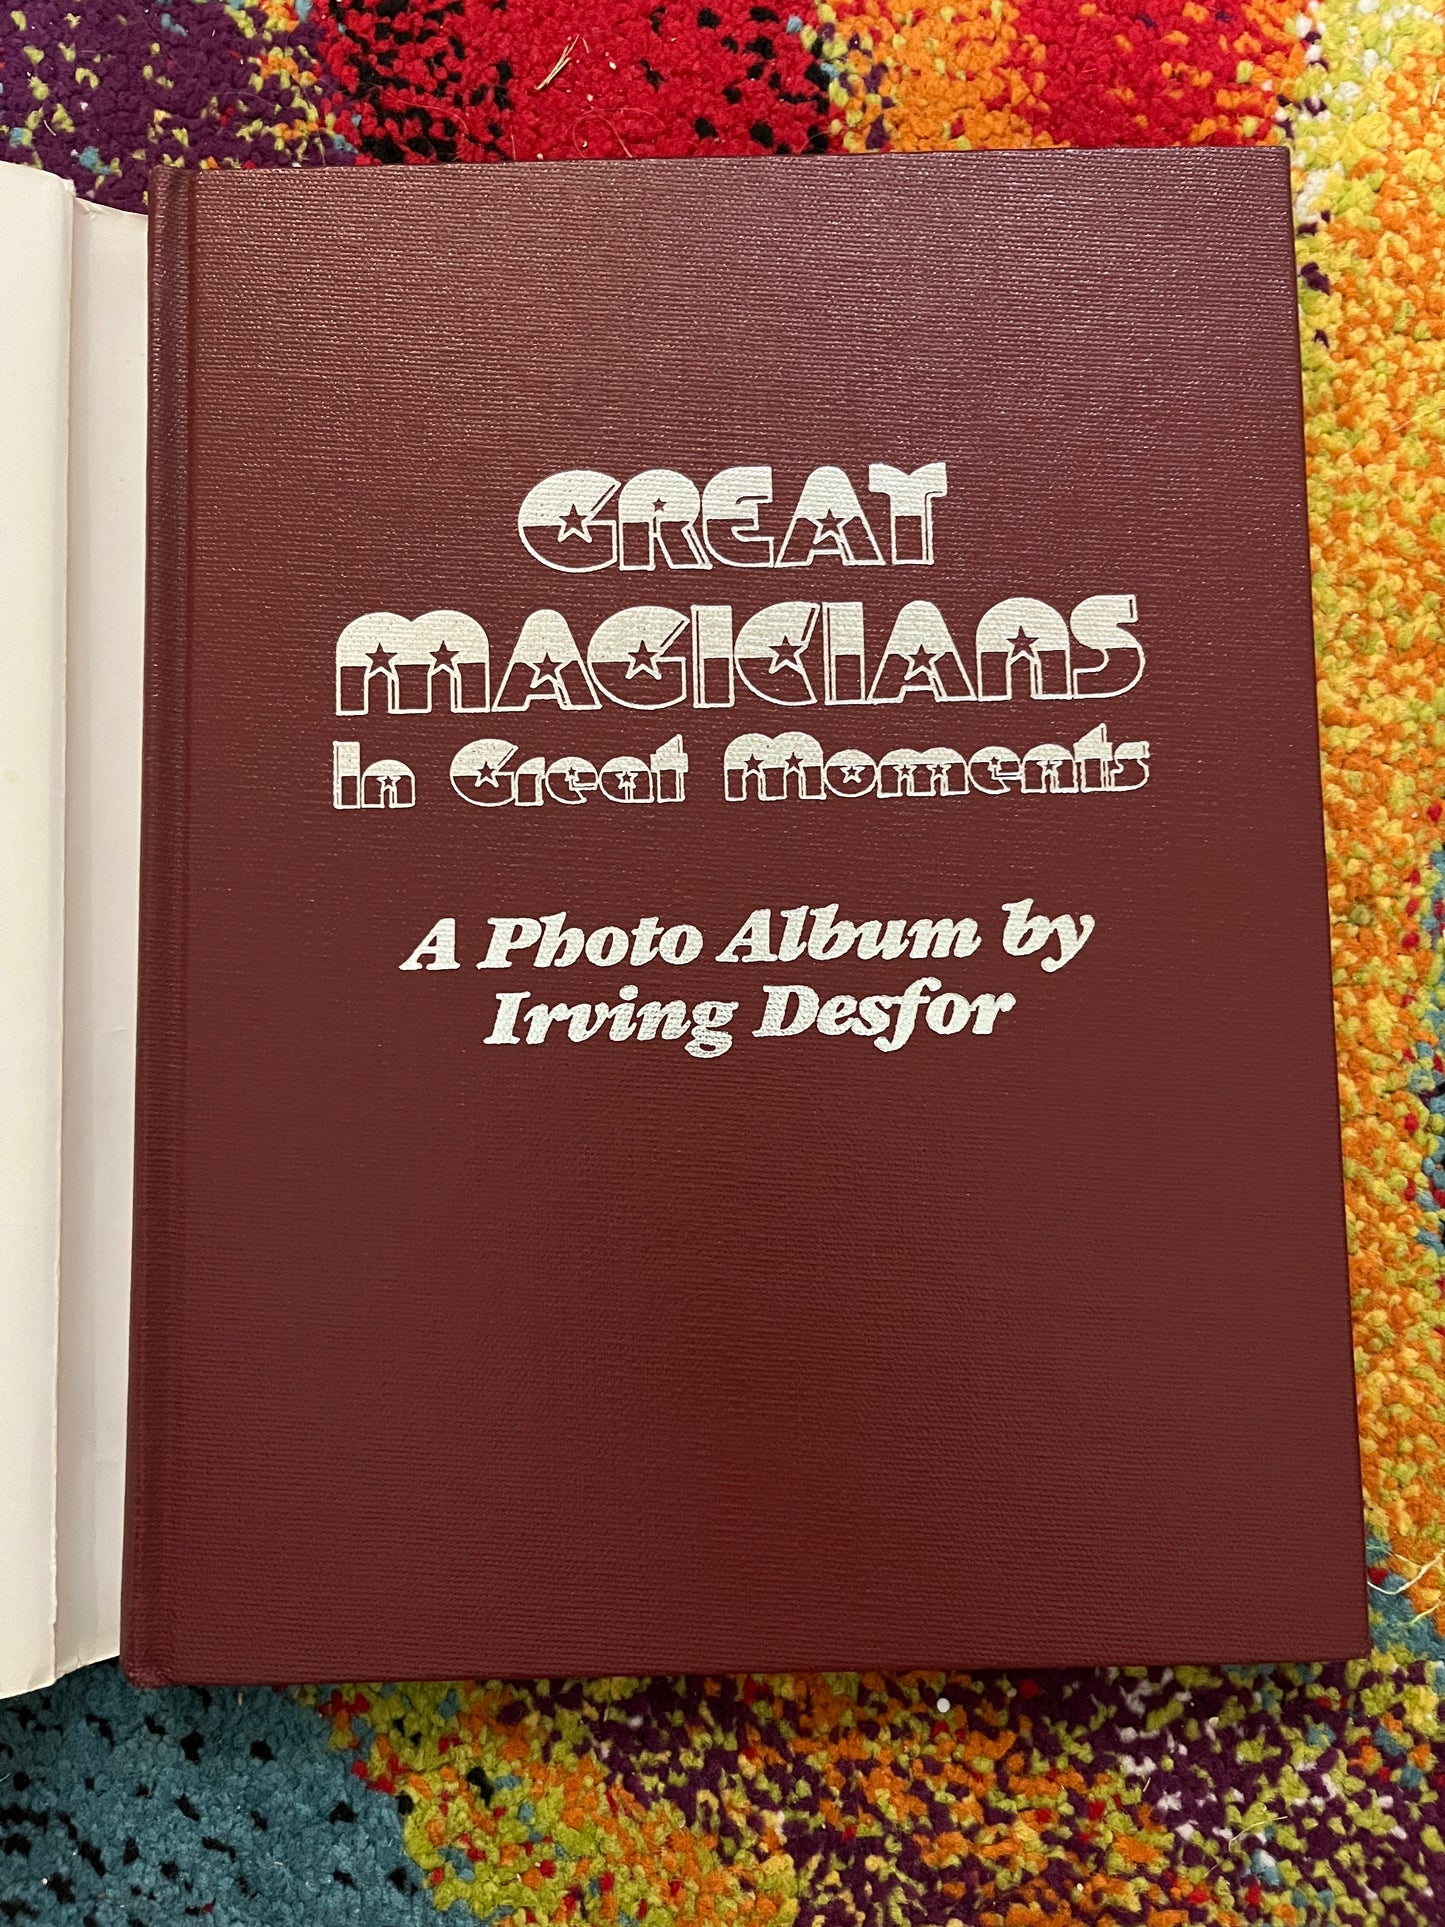 GREAT
MAGICIANS
In Great Moments
A Photo Album by
Irving Desfor